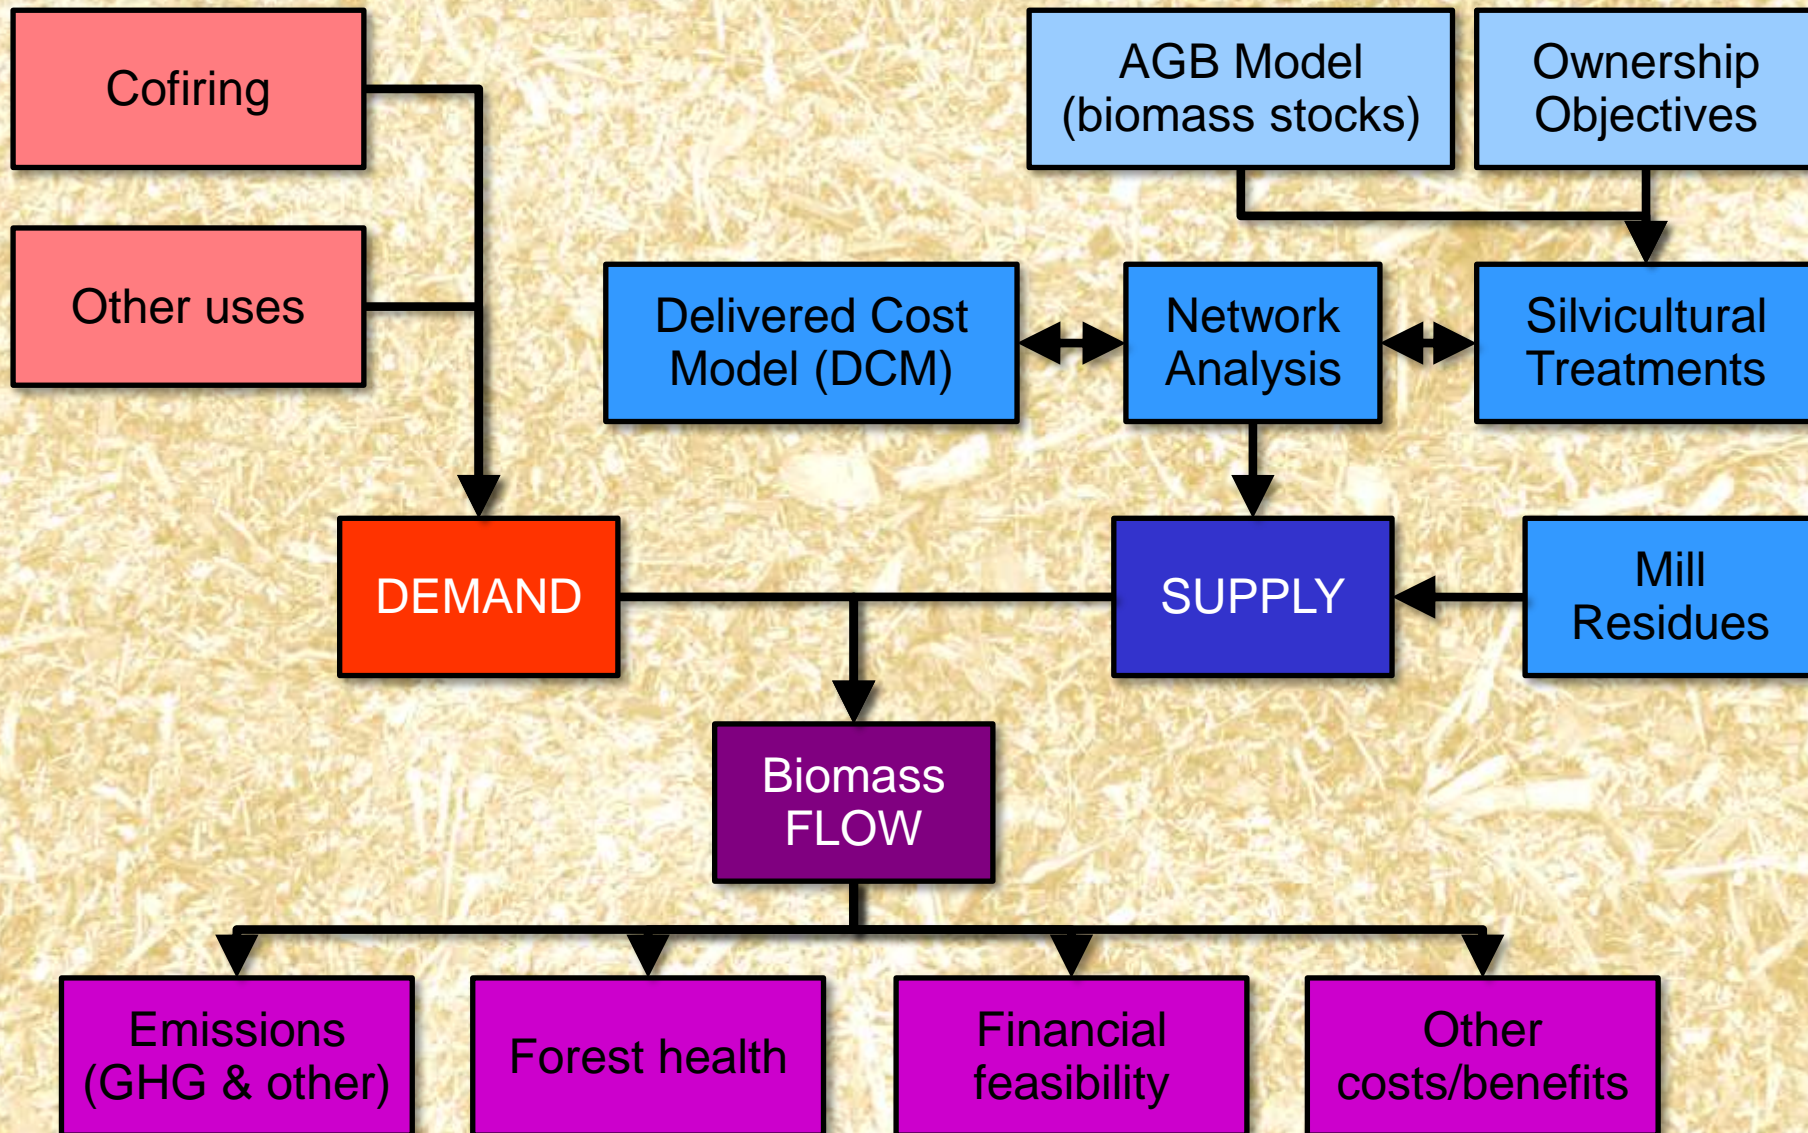 Cofiring
AGB Model
(biomass stocks)
Ownership
Objectives
Other uses
Delivered Cost
Model (DCM)
Network
Analysis
Silvicultural
Treatments
DEMAND
SUPPLY
Mill
Residues
Biomass
FLOW
Emissions
(GHG & other)
Forest health
Financial
feasibility
Other
costs/benefits